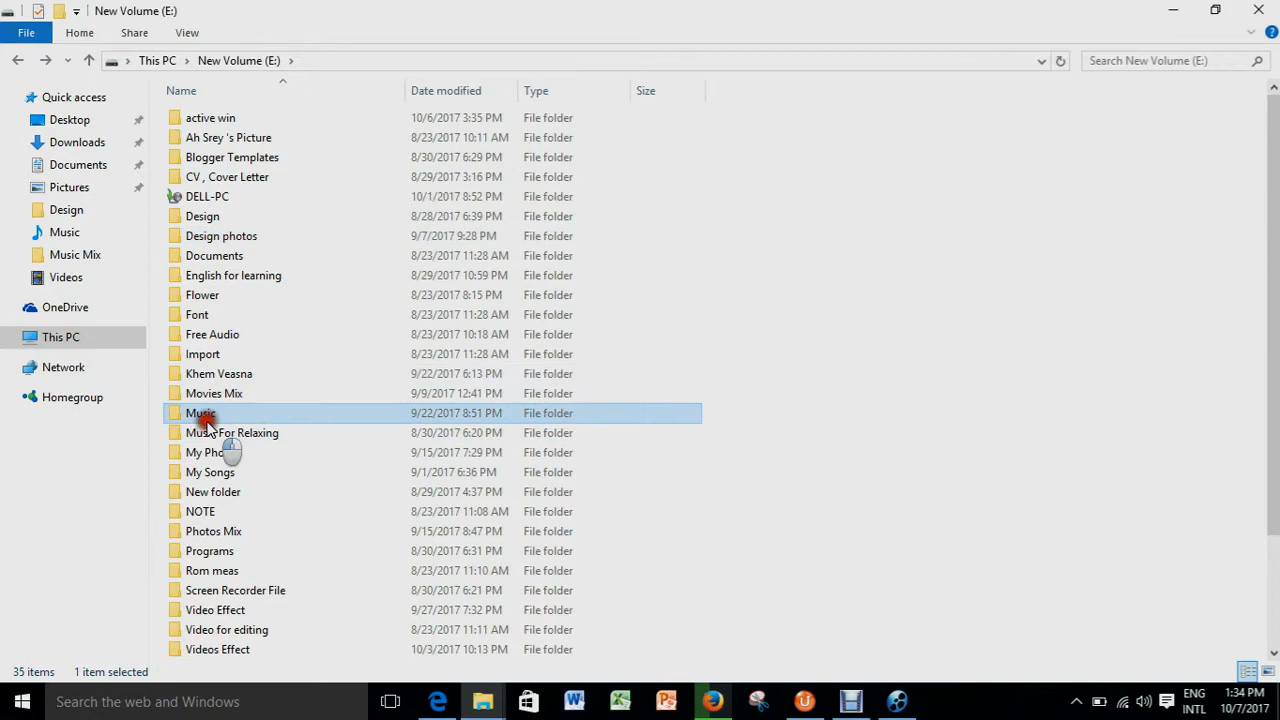 New Volume (E:)
File Home Share View
This PC New Volume (E:) Search New Volume (E:)
Name Date modified Type Size
Quick access
Desktop
Downloads
Documents
Pictures
Design
Music
Music Mix
Videos
OneDrive
This PC
Network
Homegroup
active win 10/6/2017 3:35 PM File folder
Ah Srey 's Picture 8/23/2017 10:11 AM File folder
Blogger Templates 8/30/2017 6:29 PM File folder
CV , Cover Letter 8/29/2017 3:16 PM File folder
DELL-PC 10/1/2017 8:52 PM File folder
Design 8/28/2017 6:39 PM File folder
Design photos 9/7/2017 9:28 PM File folder
Documents 8/23/2017 11:28 AM File folder
English for learning 8/29/2017 10:59 PM File folder
Flower 8/23/2017 8:15 PM File folder
Font 8/23/2017 11:28 AM File folder
Free Audio 8/23/2017 10:18 AM File folder
Import 8/23/2017 11:28 AM File folder
Khem Veasna 9/22/2017 6:13 PM File folder
Movies Mix 9/9/2017 12:41 PM File folder
Music 9/22/2017 8:51 PM File folder
Music For Relaxing 8/30/2017 6:20 PM File folder
My 9/15/2017 7:29 PM File folder
My Songs 9/1/2017 6:36 PM File folder
New folder 8/29/2017 4:37 PM File folder
NOTE 8/23/2017 11:08 AM File folder
Photos Mix 9/15/2017 8:47 PM File folder
Programs 8/30/2017 6:31 PM File folder
Rom meas 8/23/2017 11:10 AM File folder
Screen Recorder File 8/30/2017 6:21 PM File folder
Video Effect 9/27/2017 7:32 PM File folder
Video for editing 8/23/2017 11:11 AM File folder
Videos Effect 10/3/2017 10:13 PM File folder
35 items 1 item selected
Search the web and Windows
ENG 1:34 PM
INTL 10/7/2017